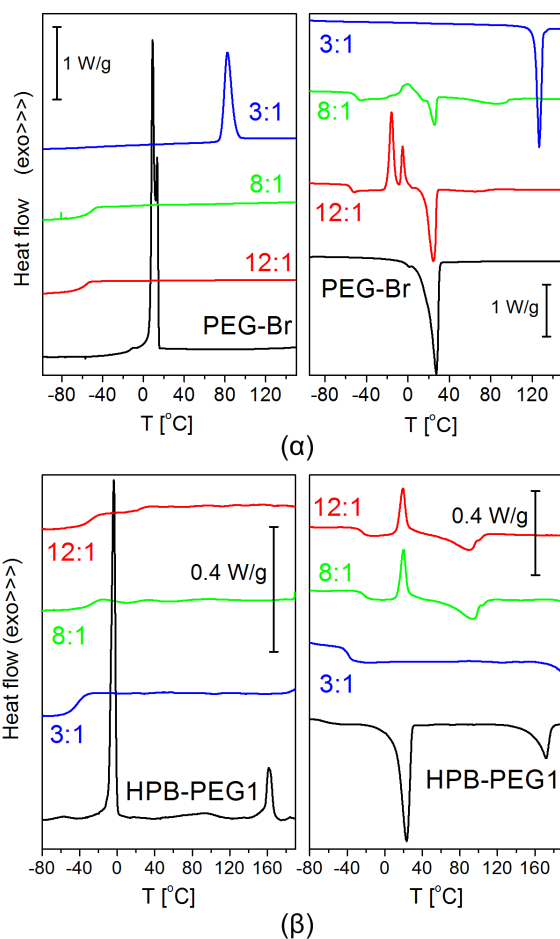 Heat flow (exo>>>)
1 W/g
3:1
8:1
12:1
PEG-Br
-80 -40 0 40 80 120
T [°C]
3:1
8:1
12:1
PEG-Br
1 W/g
-80 -40 0 40 80 120
T [°C]
(α)
Heat flow (exo>>>)
12:1
0.4 W/g
8:1
3:1
HPB-PEG1
-80 -40 0 40 80 120 160
T [°C]
12:1
0.4 W/g
8:1
3:1
HPB-PEG1
-80 -40 0 40 80 120 160
T [°C]
(β)